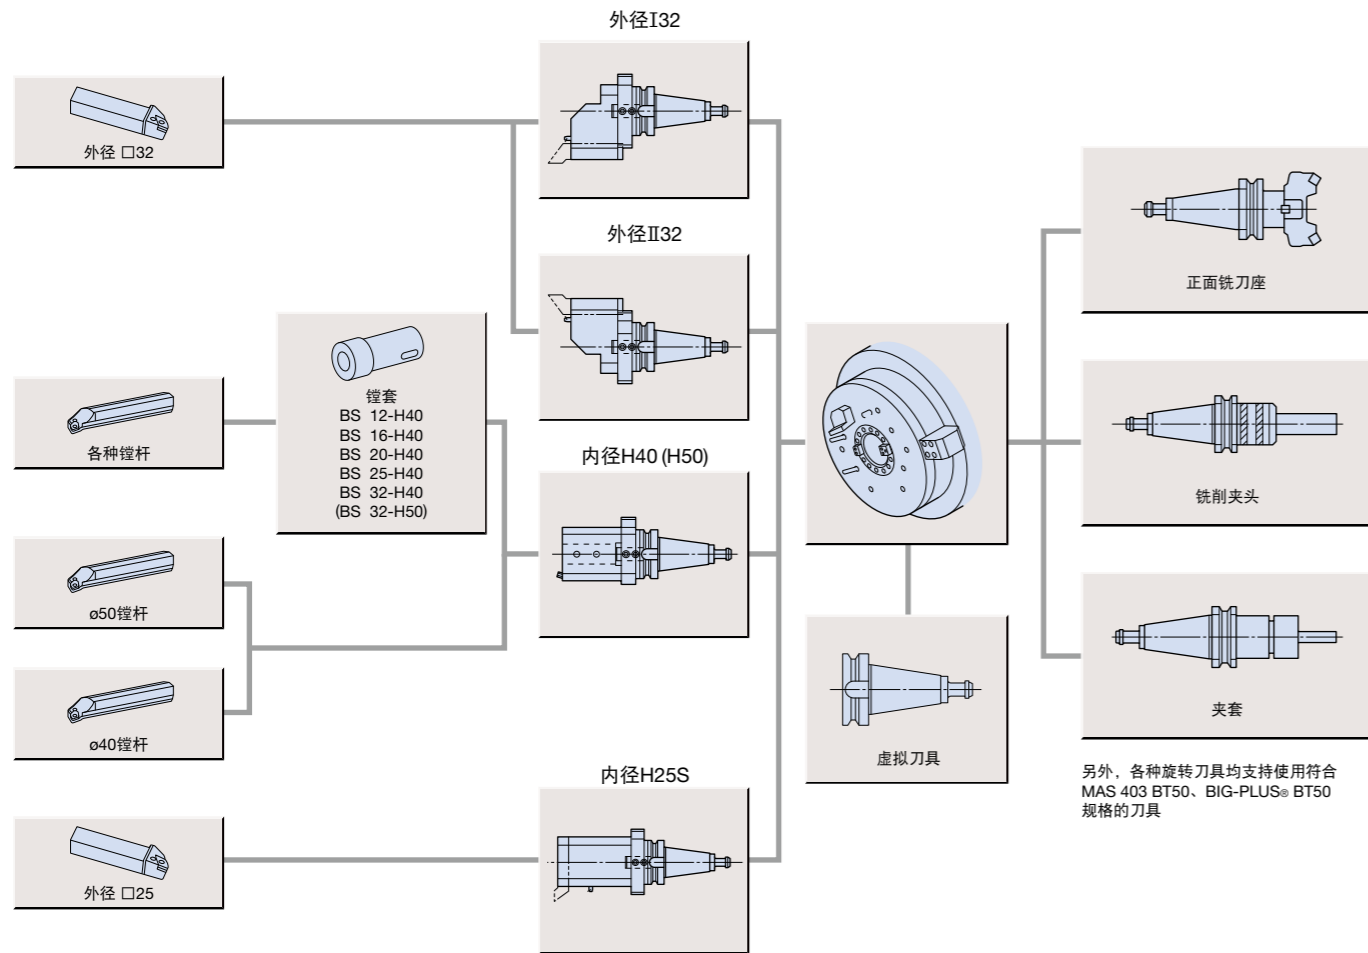 外径Ⅰ32
外径 □32
外径Ⅱ32
镗套
BS 12-H40
BS 16-H40
BS 20-H40
BS 25-H40
BS 32-H40
(BS 32-H50)
各种镗杆
ø50镗杆
ø40镗杆
内径H40 (H50)
内径H25S
外径 □25
虚拟刀具
正面铣刀座
铣削夹头
夹套
另外，各种旋转刀具均支持使用符合
MAS 403 BT50、BIG-PLUS® BT50
规格的刀具